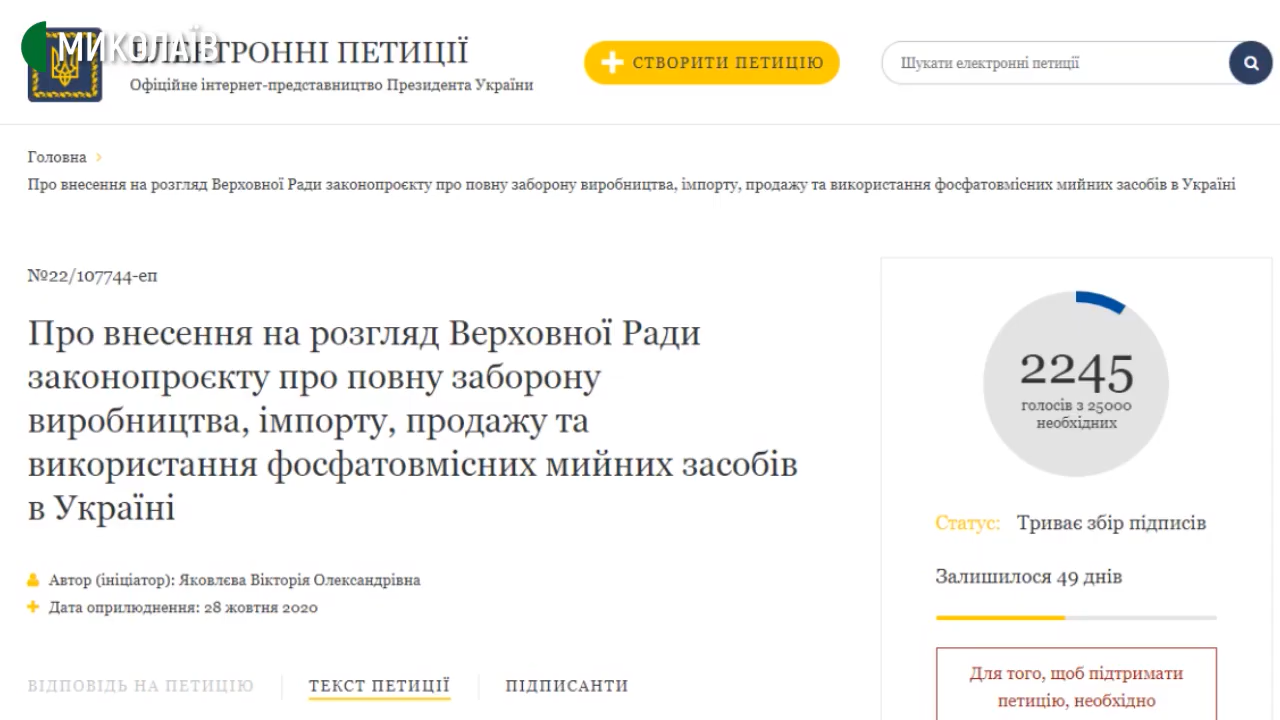 МИКОЛАЇВ
ЕЛЕКТРОННІ ПЕТИЦІЇ
Офіційне інтернет-представництво Президента України
СТВОРИТИ ПЕТИЦІЮ
Шукати електронні петиції
Головна
Про внесення на розгляд Верховної Ради законопроєкту про повну заборону виробництва, імпорту, продажу та використання фосфатовмісних мийних засобів в Україні
№22/107744-еп
Про внесення на розгляд Верховної Ради
законопроєкту про повну заборону
виробництва, імпорту, продажу та
використання фосфатовмісних мийних засобів
в Україні
2245
голосів з 25000
необхідних
Статус: Триває збір підписів
Залишилося 49 днів
Автор (ініціатор): Яковлєва Вікторія Олександрівна
Дата оприлюднення: 28 жовтня 2020
ВІДПОВІДЬ НА ПЕТИЦІЮ
ТЕКСТ ПЕТИЦІЇ
ПІДПИСАНТИ
Для того, щоб підтримати
петицію, необхідно